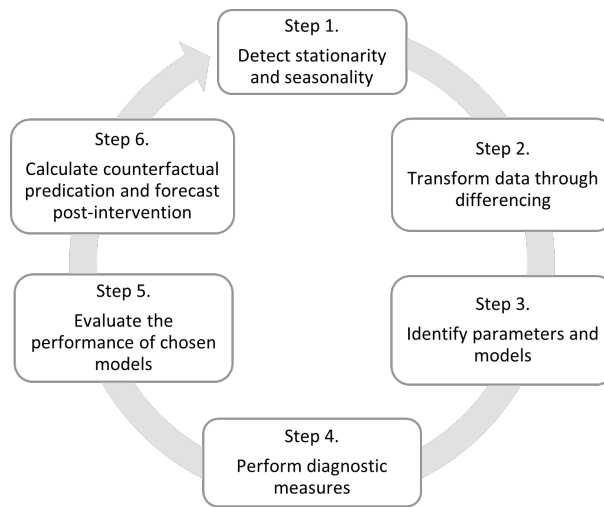 Step 1.
Detect stationarity
and seasonality
Step 2.
Transform data through
differencing
Step 3.
Identify parameters and
models
Step 4.
Perform diagnostic
measures
Step 5.
Evaluate the
performance of chosen
models
Step 6.
Calculate counterfactual
predication and forecast
post-intervention